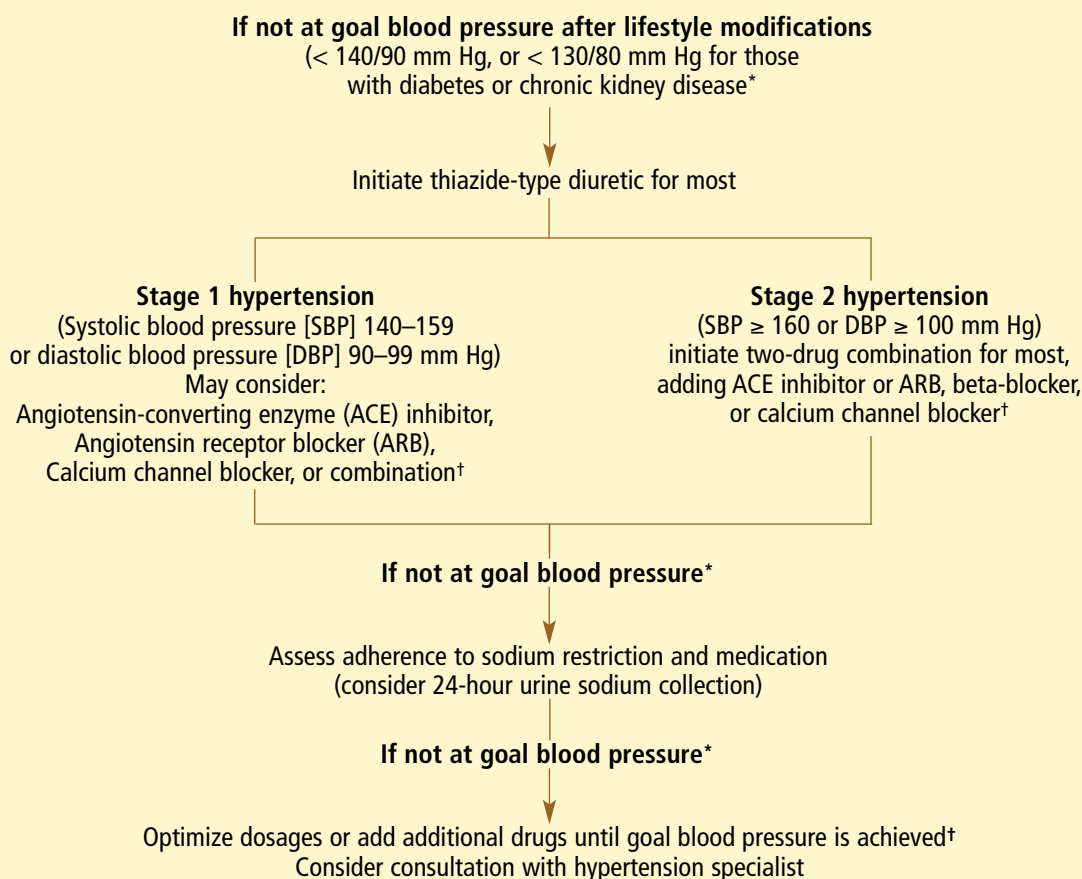 If not at goal blood pressure after lifestyle modifications
(< 140/90 mm Hg, or < 130/80 mm Hg for those
with diabetes or chronic kidney disease*
Initiate thiazide-type diuretic for most
Stage 1 hypertension
(Systolic blood pressure [SBP] 140–159
or diastolic blood pressure [DBP] 90–99 mm Hg)
May consider:
Angiotensin-converting enzyme (ACE) inhibitor,
Angiotensin receptor blocker (ARB),
Calcium channel blocker, or combination†
Stage 2 hypertension
(SBP ≥ 160 or DBP ≥ 100 mm Hg)
initiate two-drug combination for most,
adding ACE inhibitor or ARB, beta-blocker,
or calcium channel blocker†
If not at goal blood pressure*
Assess adherence to sodium restriction and medication
(consider 24-hour urine sodium collection)
If not at goal blood pressure*
Optimize dosages or add additional drugs until goal blood pressure is achieved†
Consider consultation with hypertension specialist